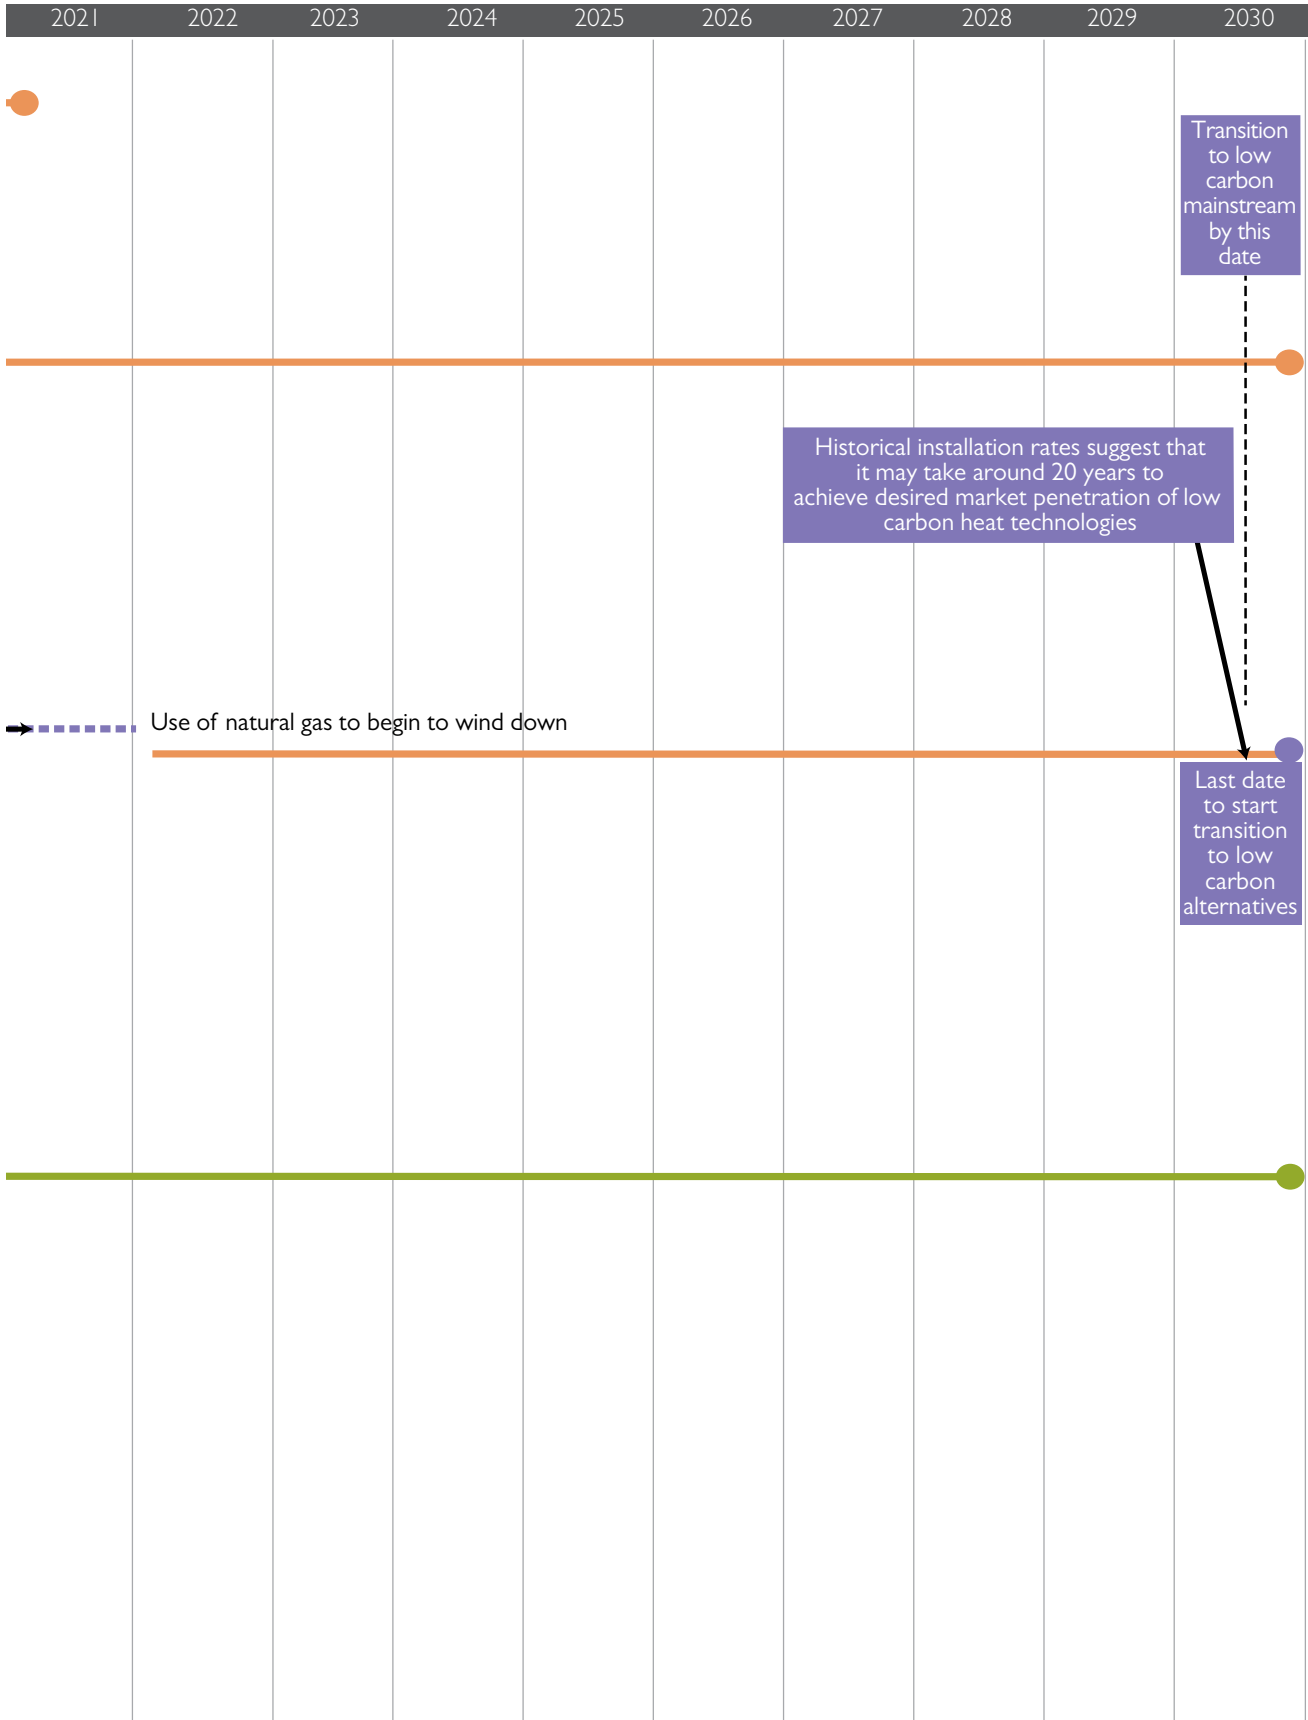 2021 2022 2023 2024 2025 2026 2027 2028 2029 2030
Transition
to low
carbon
mainstream
by this
date
Historical installation rates suggest that
it may take around 20 years to
achieve desired market penetration of low
carbon heat technologies
Use of natural gas to begin to wind down
Last date
to start
transition
to low
carbon
alternatives